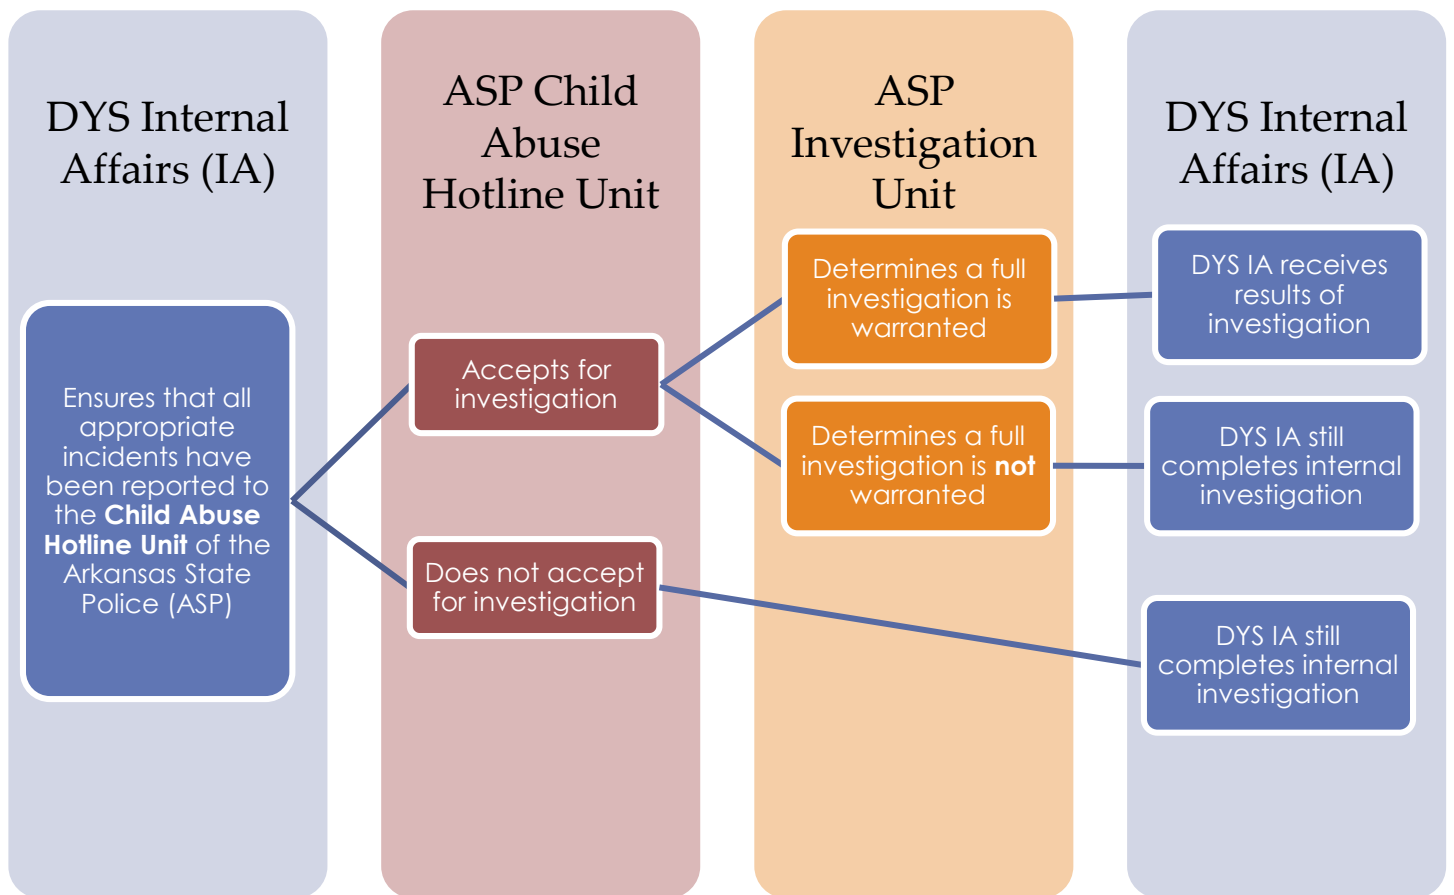 DYS Internal
Affairs (IA)
Ensures that all
appropriate
incidents have
been reported to
the Child Abuse
Hotline Unit of the
Arkansas State
Police (ASP)
ASP Child
Abuse
Hotline Unit
Accepts for
investigation
Does not accept
for investigation
ASP
Investigation
Unit
Determines a full
investigation is
warranted
Determines a full
investigation is not
warranted
DYS Internal
Affairs (IA)
DYS IA receives
results of
investigation
DYS IA still
completes internal
investigation
DYS IA still
completes internal
investigation